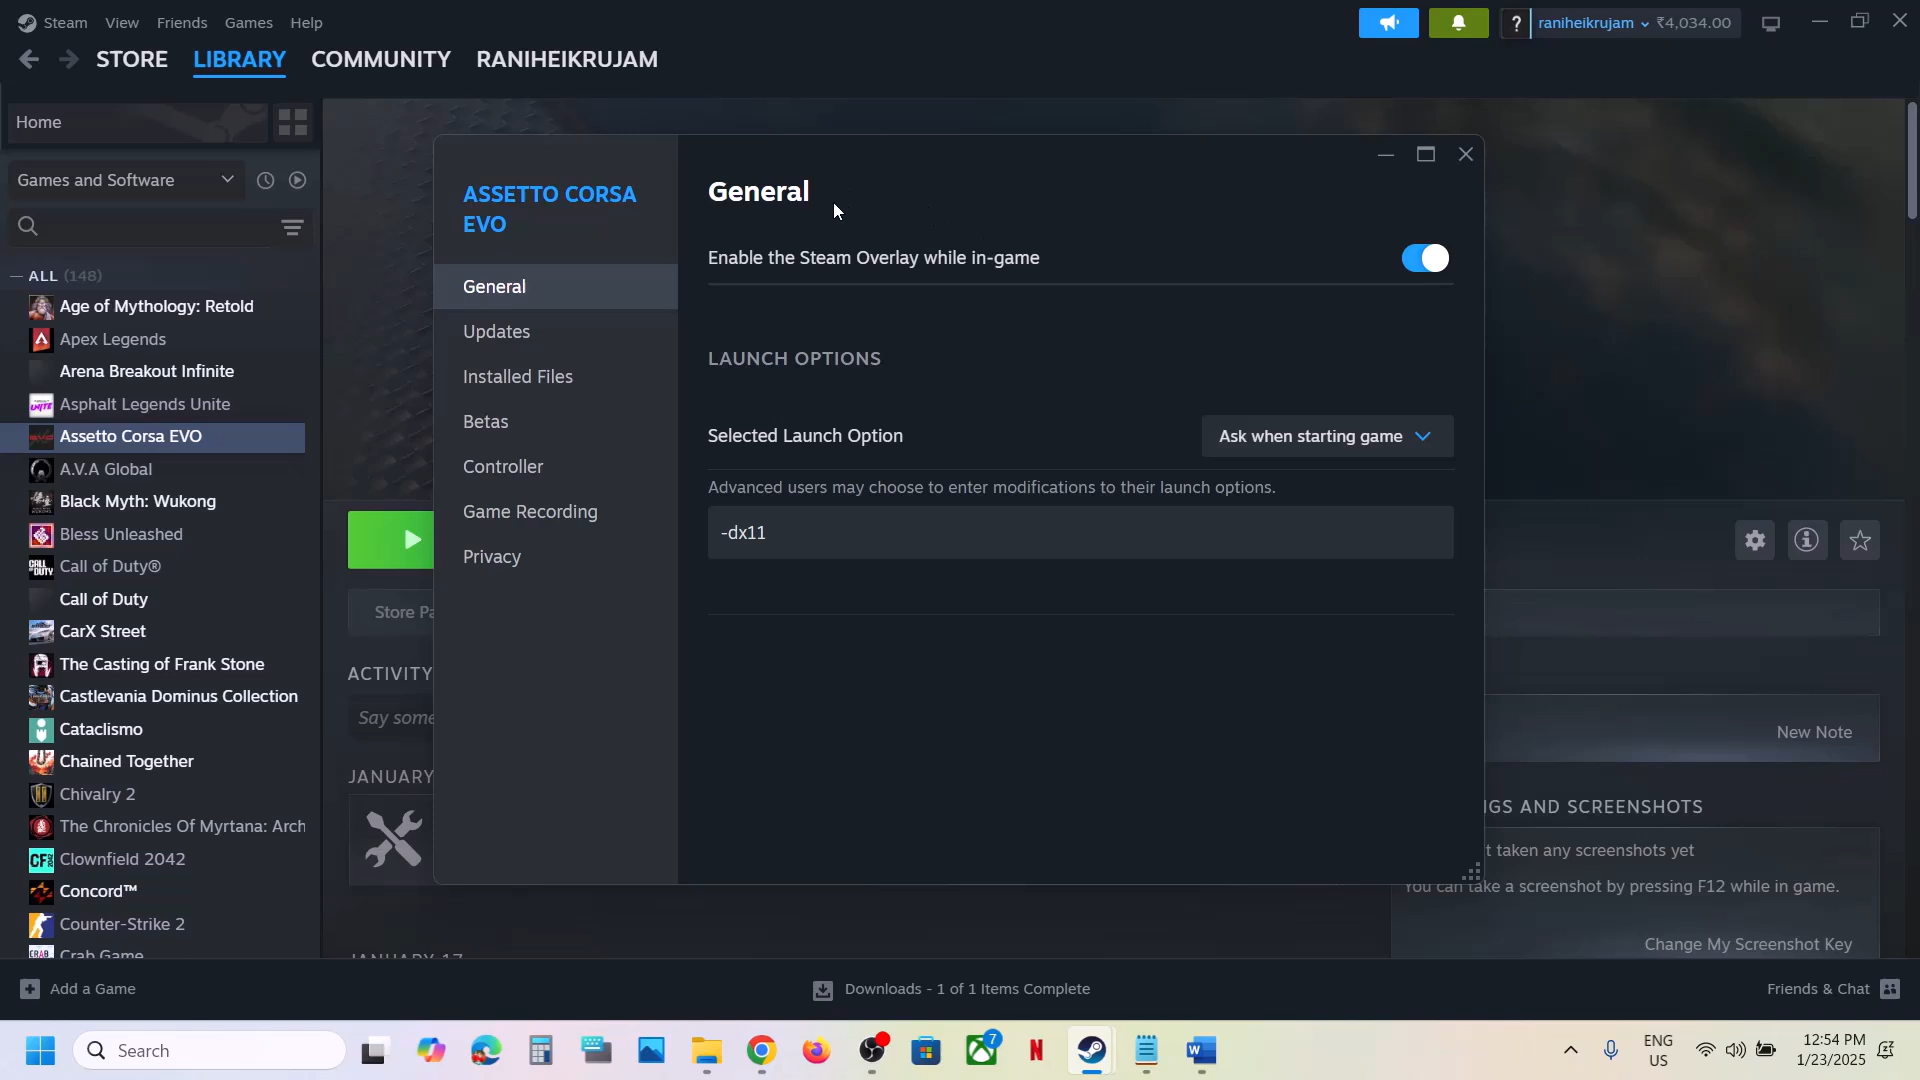 Steam View Friends Games Help
raniheikrujam ₹4,034.00
STORE LIBRARY COMMUNITY RANIHEIKRUJAM
Home
Games and Software
ALL (148)
Age of Mythology: Retold
Apex Legends
Arena Breakout Infinite
Asphalt Legends Unite
Assetto Corsa EVO
A.V.A Global
Black Myth: Wukong
Bless Unleashed
Call of Duty®
Call of Duty
CarX Street
The Casting of Frank Stone
Castlevania Dominus Collection
Cataclismo
Chained Together
Chivalry 2
The Chronicles Of Myrtana: Arch
Clownfield 2042
Concord™
Counter-Strike 2
Crab Game
ASSETTO CORSA
EVO
General
Updates
Installed Files
Betas
Controller
Game Recording
Privacy
General
Enable the Steam Overlay while in-game
LAUNCH OPTIONS
Selected Launch Option
Ask when starting game
Advanced users may choose to enter modifications to their launch options.
-dx11
Store Pa
ACTIVITY
Say some
JANUARY
JANUARY 17
New Note
GS AND SCREENSHOTS
t taken any screenshots yet
You can take a screenshot by pressing F12 while in game.
Change My Screenshot Key
Add a Game
Downloads - 1 of 1 Items Complete
Friends & Chat
Search
7
ENG
US
12:54 PM
1/23/2025